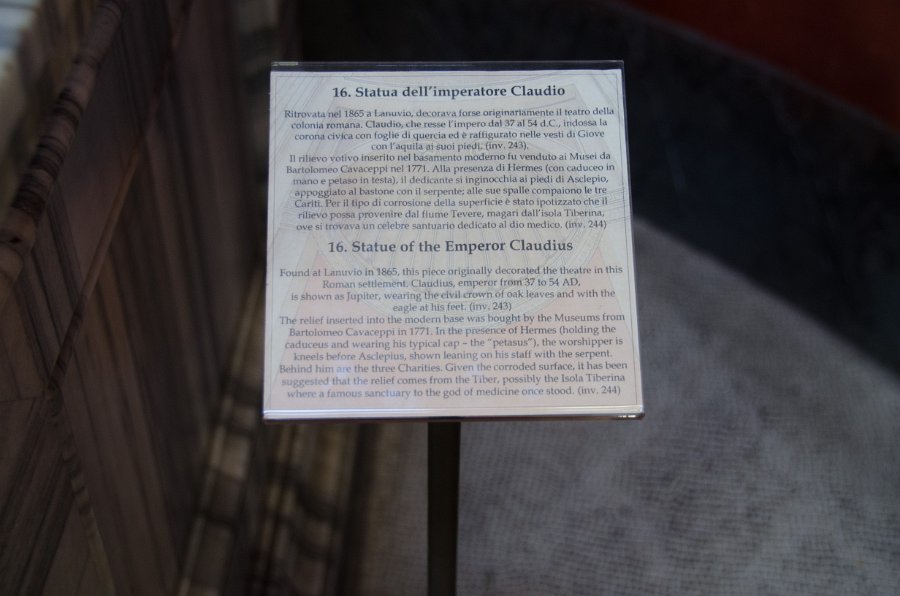 16. Statua dell'imperatore Claudio
Ritrovata nel 1865 a Lanuvio, decorava forse originariamente il teatro della
colonia romana. Claudio, che resse l'impero dal 37 al 54 d.C., indossa la
corona civica con foglie di quercia ed è raffigurato nelle vesti di Giove
con l'aquila ai suoi piedi. (inv. 243).
Il rilievo votivo inserito nel basamento moderno fu venduto ai Musei da
Bartolomeo Cavaceppi nel 1771. Alla presenza di Hermes (con caduceo in
mano e petaso in testa), il dedicante si inginocchia ai piedi di Asclepio,
appoggiato al bastone con il serpente; alle sue spalle compaiono le tre
Cariti. Per il tipo di corrosione della superficie è stato ipotizzato che il
rilievo possa provenire dal fiume Tevere, magari dall'isola Tiberina,
ove si trovava un celebre santuario dedicato al dio medico. (inv. 244)
16. Statue of the Emperor Claudius
Found at Lanuvio in 1865, this piece originally decorated the theatre in this
Roman settlement. Claudius, emperor from 37 to 54 AD,
is shown as Jupiter, wearing the civil crown of oak leaves and with the
eagle at his feet. (inv. 243)
The relief inserted into the modern base was bought by the Museums from
Bartolomeo Cavaceppi in 1771. In the presence of Hermes (holding the
caduceus and wearing his typical cap – the "petasus"), the worshipper is
kneels before Asclepius, shown leaning on his staff with the serpent.
Behind him are the three Charities. Given the corroded surface, it has been
suggested that the relief comes from the Tiber, possibly the Isola Tiberina
where a famous sanctuary to the god of medicine once stood. (inv. 244)